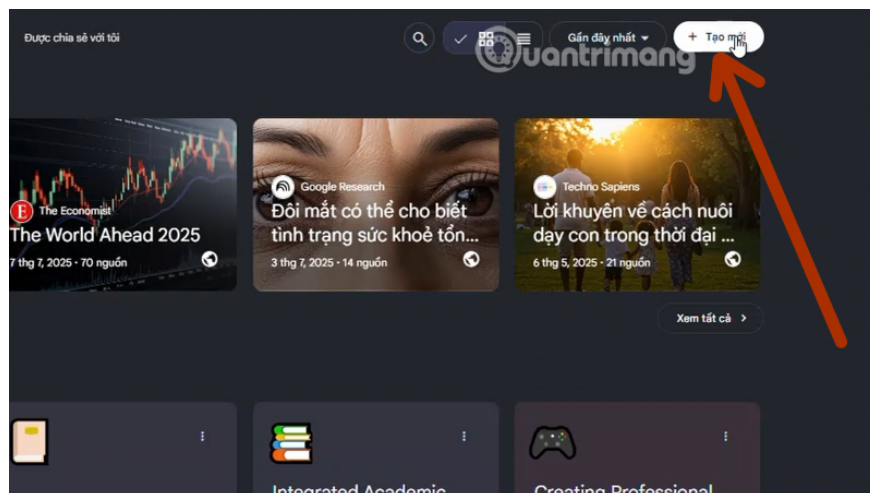 Được chia sẻ với tôi
Gần đây nhất
+ Tạo mới
Quantrimang
The Economist
The World Ahead 2025
7 thg 7, 2025 · 70 nguồn
Google Research
Đôi mắt có thể cho biết
tình trạng sức khoẻ tổn...
3 thg 7, 2025 · 14 nguồn
Techno Sapiens
Lời khuyên về cách nuôi
dạy con trong thời đại ...
6 thg 5, 2025 · 21 nguồn
Xem tất cả
Integrated Academic
Creating Professional